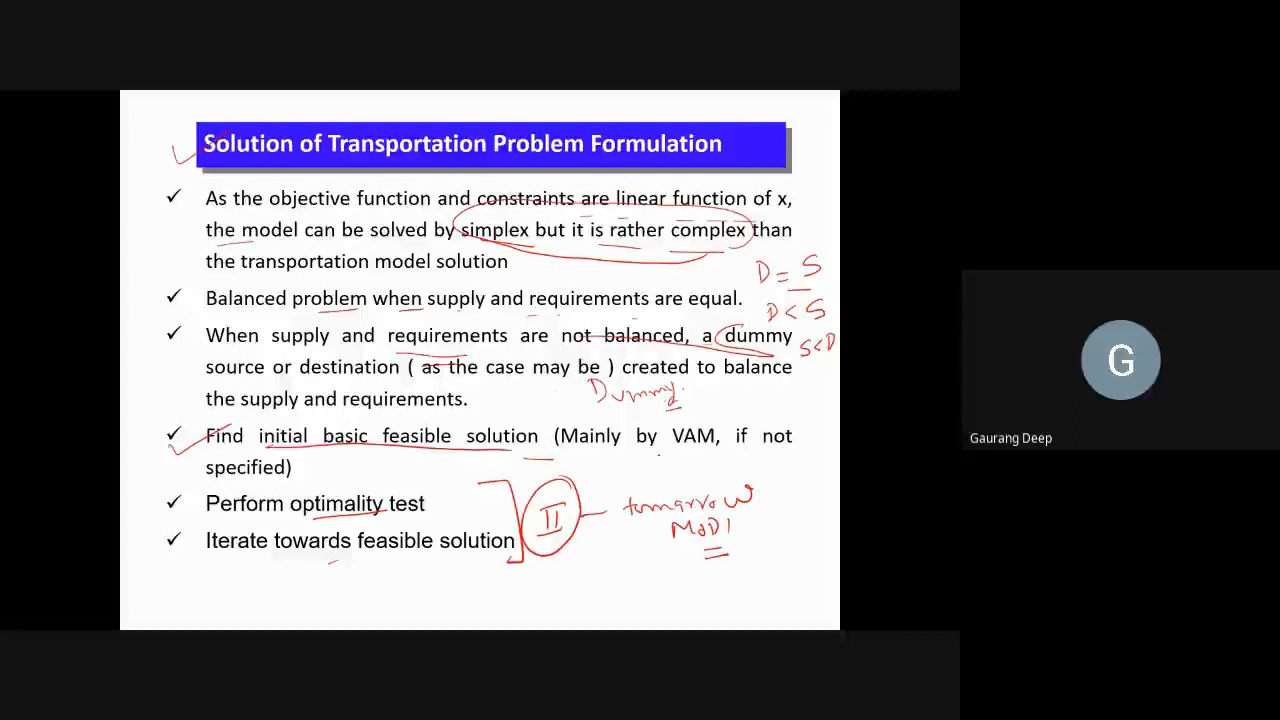 Solution of Transportation Problem Formulation
✓ As the objective function and constraints are linear function of x,
the model can be solved by simplex but it is rather complex than
the transportation model solution
D = S
✓ Balanced problem when supply and requirements are equal.
D < S
✓ When supply and requirements are not balanced, a dummy
S < D
source or destination ( as the case may be ) created to balance
Dummy
the supply and requirements.
✓ Find initial basic feasible solution (Mainly by VAM, if not
specified)
✓ Perform optimality test
II — tomarrow
MODI
✓ Iterate towards feasible solution
G
Gaurang Deep